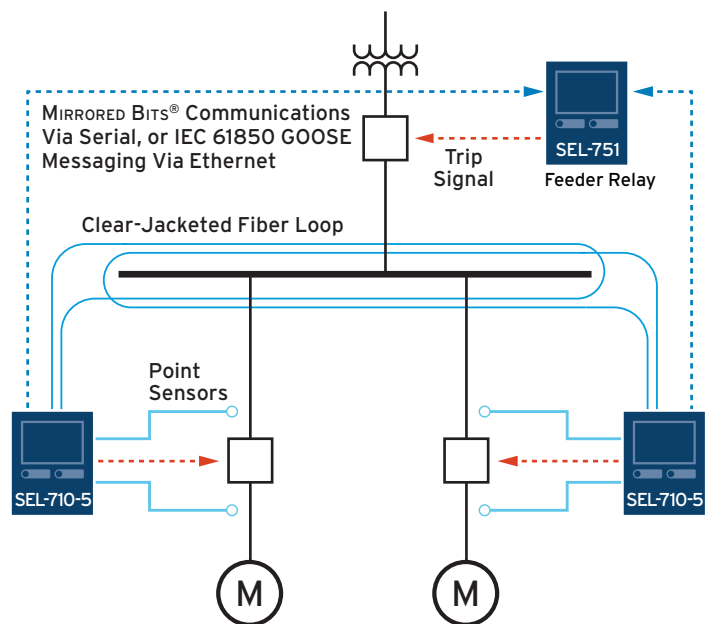 MIRRORED BITS® Communications
Via Serial, or IEC 61850 GOOSE
Messaging Via Ethernet
SEL-751
Feeder Relay
Trip
Signal
Clear-Jacketed Fiber Loop
Point
Sensors
SEL-710-5
SEL-710-5
M
M